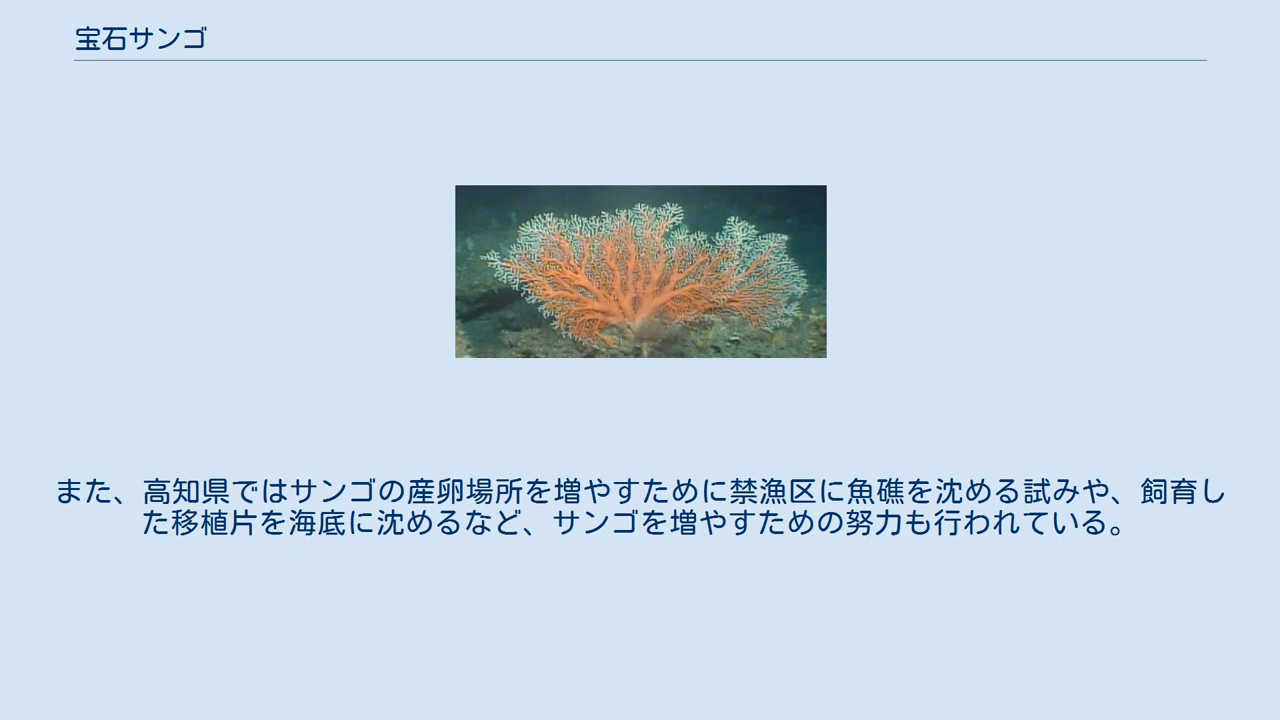 宝石サンゴ
また、高知県ではサンゴの産卵場所を増やすために禁漁区に魚礁を沈める試みや、飼育し
た移植片を海底に沈めるなど、サンゴを増やすための努力も行われている。